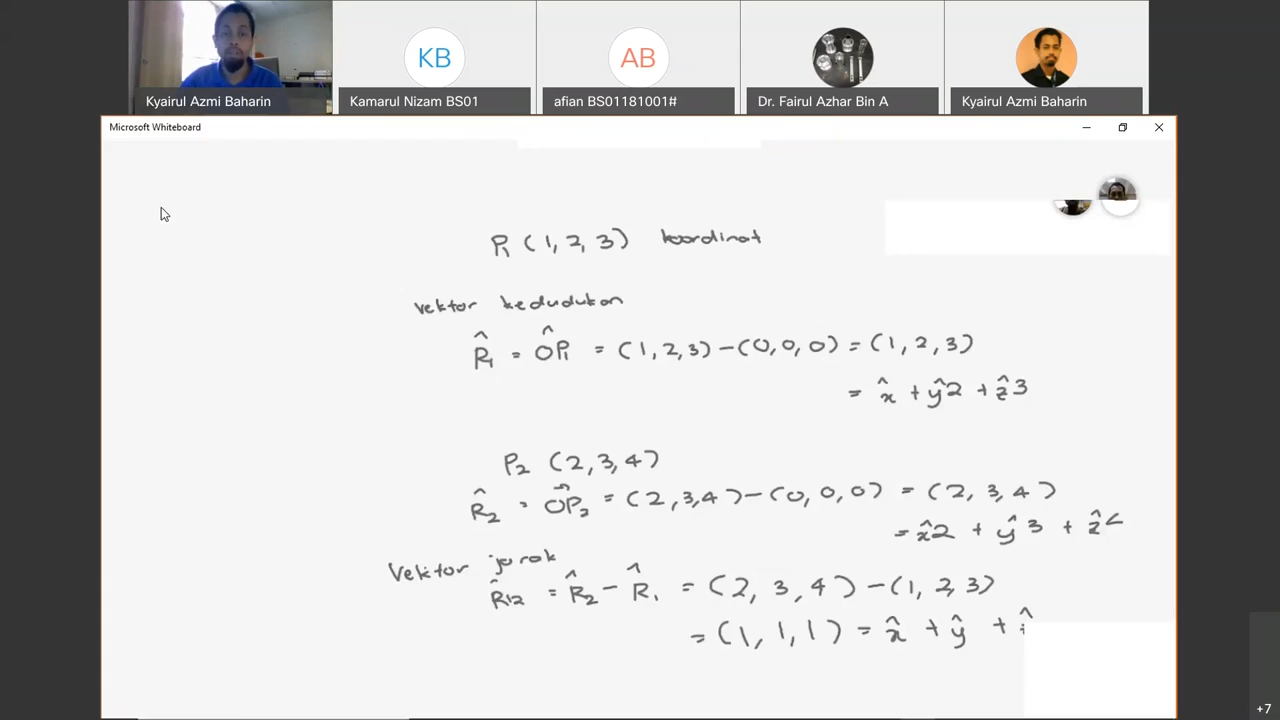 KB
AB
Kyairul Azmi Baharin
Kamarul Nizam BS01
afian BS01181001#
Dr. Fairul Azhar Bin A
Kyairul Azmi Baharin
Microsoft Whiteboard
P₁ (1, 2, 3) koordinat
vektor kedudukan
R̂₁ = ÔP₁ = (1, 2, 3) − (0, 0, 0) = (1, 2, 3)
= x̂ + ŷ2 + ẑ3
P₂ (2, 3, 4)
R̂₂ = O⃗P₂ = (2, 3, 4) − (0, 0, 0) = (2, 3, 4)
= x̂2 + ŷ3 + ẑ
Vektor jarak
R̂₁₂ = R̂₂ − R̂₁ = (2, 3, 4) − (1, 2, 3)
= (1, 1, 1) = x̂ + ŷ +
+7